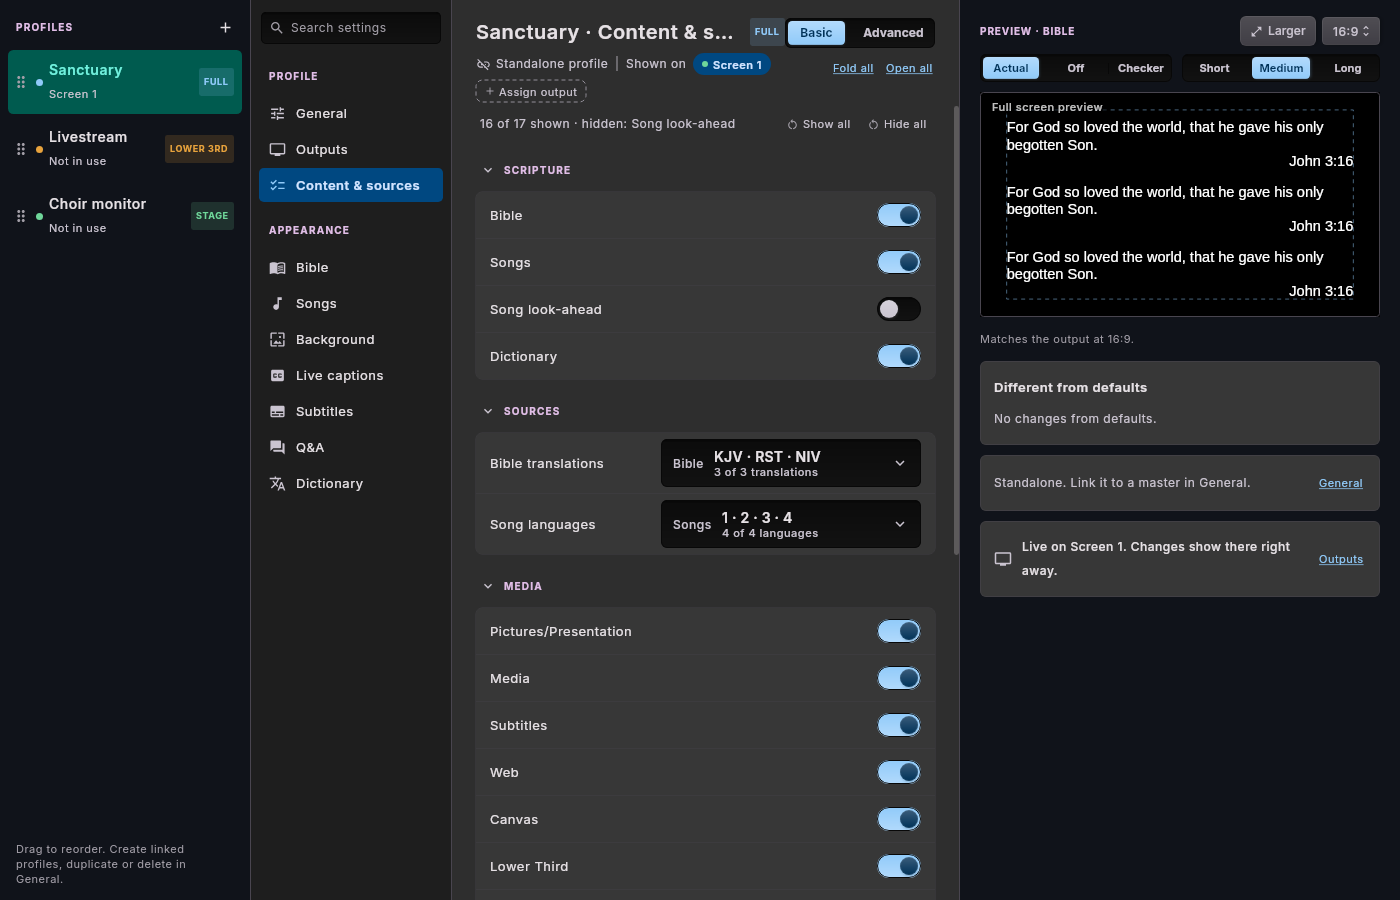 PROFILES
Sanctuary
Screen 1
FULL
Livestream
Not in use
LOWER 3RD
Choir monitor
Not in use
STAGE
Drag to reorder. Create linked
profiles, duplicate or delete in
General.
Search settings
PROFILE
General
Outputs
Content & sources
APPEARANCE
Bible
Songs
Background
Live captions
Subtitles
Q&A
Dictionary
Sanctuary · Content & s...
FULL
Basic
Advanced
Standalone profile
Shown on
Screen 1
Fold all
Open all
+ Assign output
16 of 17 shown · hidden: Song look-ahead
Show all
Hide all
SCRIPTURE
Bible
Songs
Song look-ahead
Dictionary
SOURCES
Bible translations
Bible
KJV · RST · NIV
3 of 3 translations
Song languages
Songs
1 · 2 · 3 · 4
4 of 4 languages
MEDIA
Pictures/Presentation
Media
Subtitles
Web
Canvas
Lower Third
PREVIEW · BIBLE
Larger
16:9
Actual
Off
Checker
Short
Medium
Long
Full screen preview
For God so loved the world, that he gave his only
begotten Son.
John 3:16
For God so loved the world, that he gave his only
begotten Son.
John 3:16
For God so loved the world, that he gave his only
begotten Son.
John 3:16
Matches the output at 16:9.
Different from defaults
No changes from defaults.
Standalone. Link it to a master in General.
General
Live on Screen 1. Changes show there right
away.
Outputs